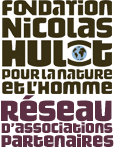 FONDATION
NICOLAS
HULOT
POUR LA NATURE
ET L'HOMME
RÉSEAU
D'ASSOCIATIONS
PARTENAIRES